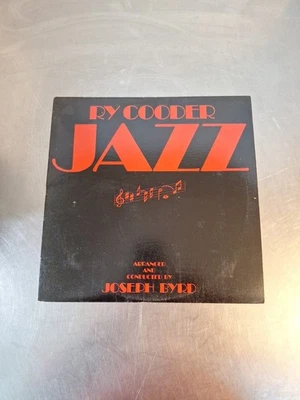 RY COODER
JAZZ
ARRANGED
AND
CONDUCTED BY
JOSEPH BYRD